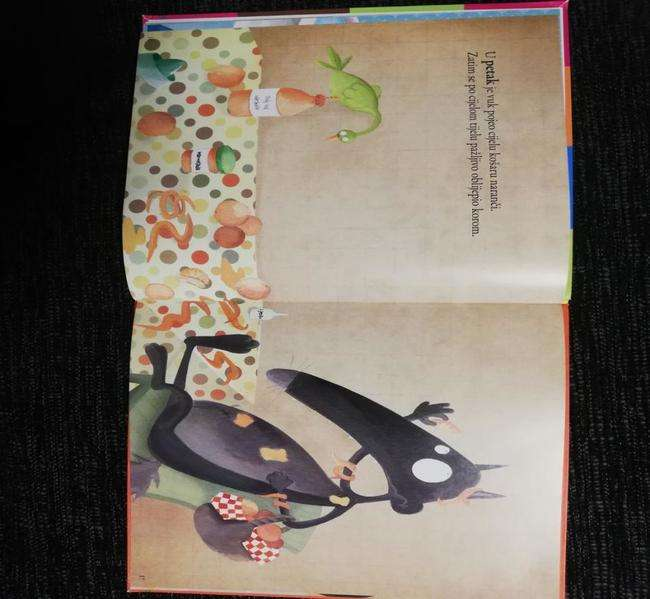 U petak je vuk pojeo cijelu košaru naranči.
Zatim se po cijelom tijelu pažljivo oblijepio korom.